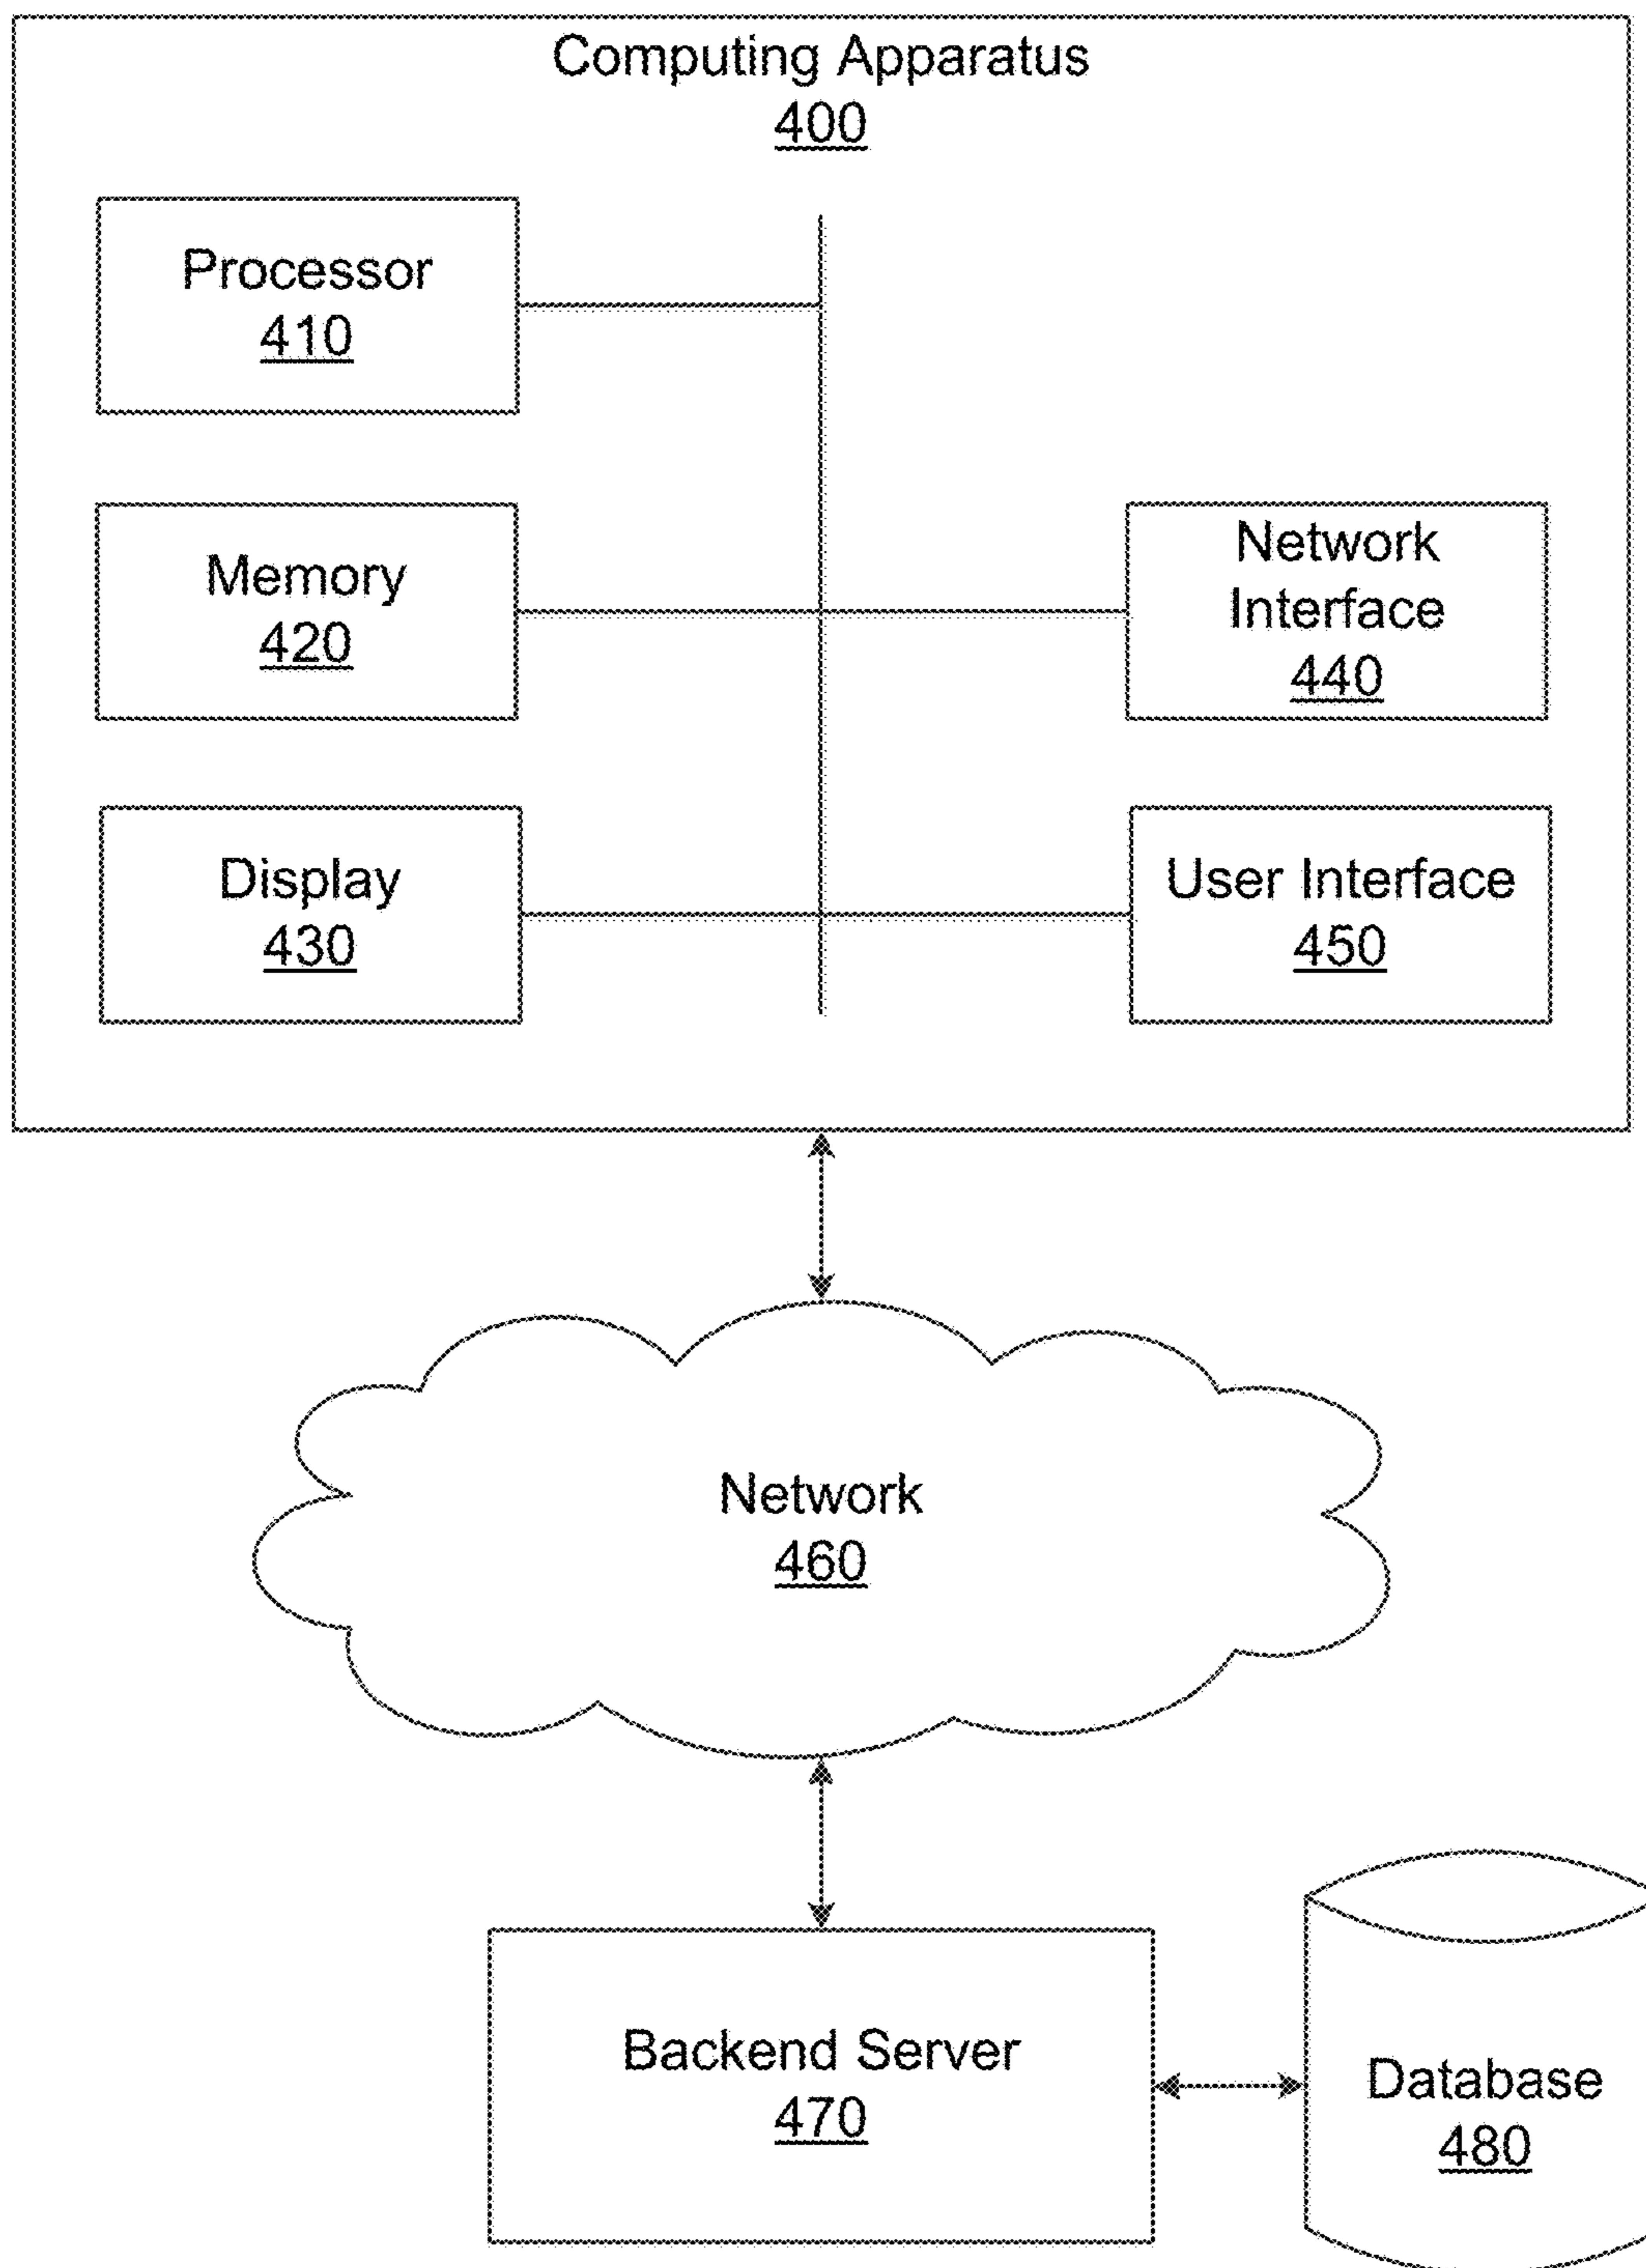 Computing Apparatus
400
Processor
410
Memory
420
Network
Interface
440
Display
430
User Interface
450
Network
460
Backend Server
470
Database
480